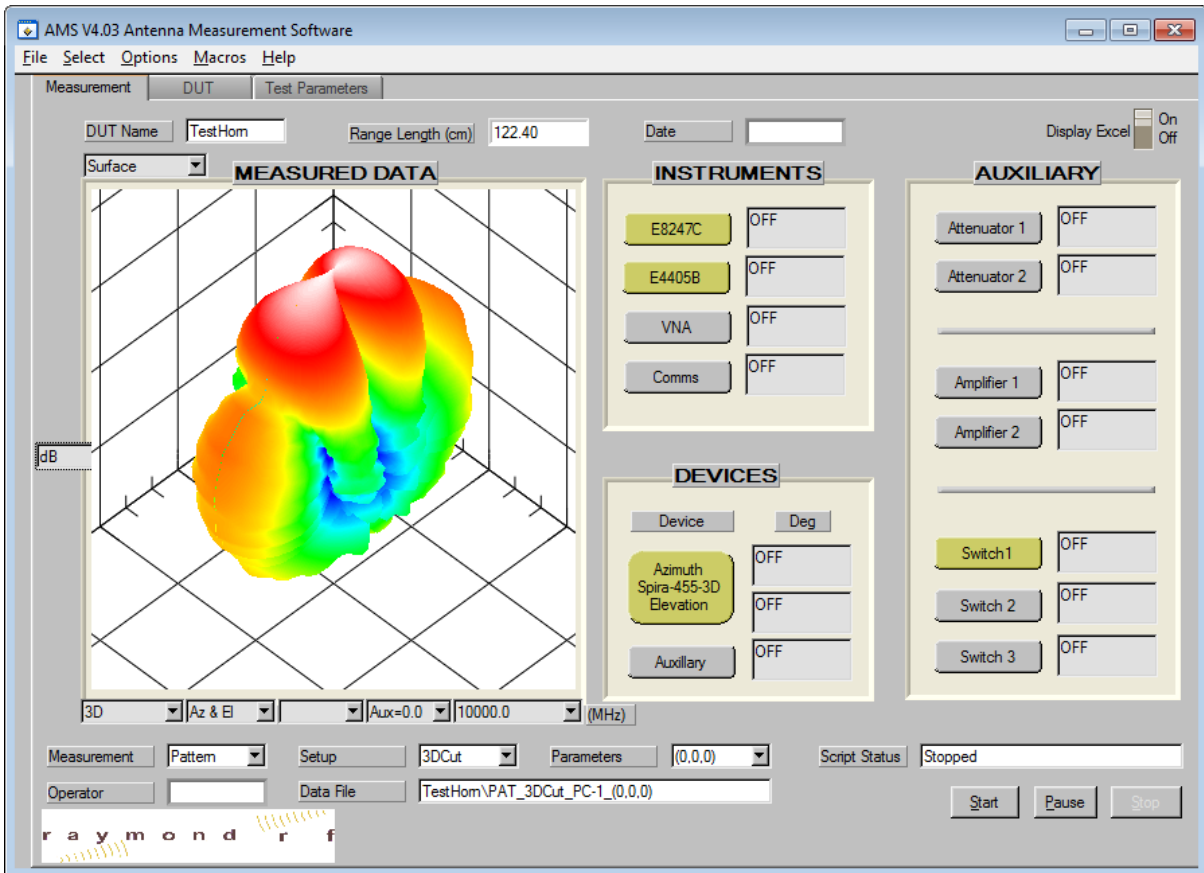 AMS V4.03 Antenna Measurement Software
File Select Options Macros Help
Measurement DUT Test Parameters
DUT Name TestHorn Range Length (cm) 122.40 Date Display Excel On Off
Surface
MEASURED DATA
dB
3D Az & El Aux=0.0 10000.0 (MHz)
INSTRUMENTS
E8247C OFF
E4405B OFF
VNA OFF
Comms OFF
DEVICES
Device Deg
Azimuth
Spira-455-3D
Elevation
OFF
OFF
Auxillary OFF
AUXILIARY
Attenuator 1 OFF
Attenuator 2 OFF
Amplifier 1 OFF
Amplifier 2 OFF
Switch1 OFF
Switch 2 OFF
Switch 3 OFF
Measurement Pattern Setup 3DCut Parameters (0,0,0) Script Status Stopped
Operator Data File TestHorn\PAT_3DCut_PC-1_(0,0,0)
Start Pause Stop
raymond rf